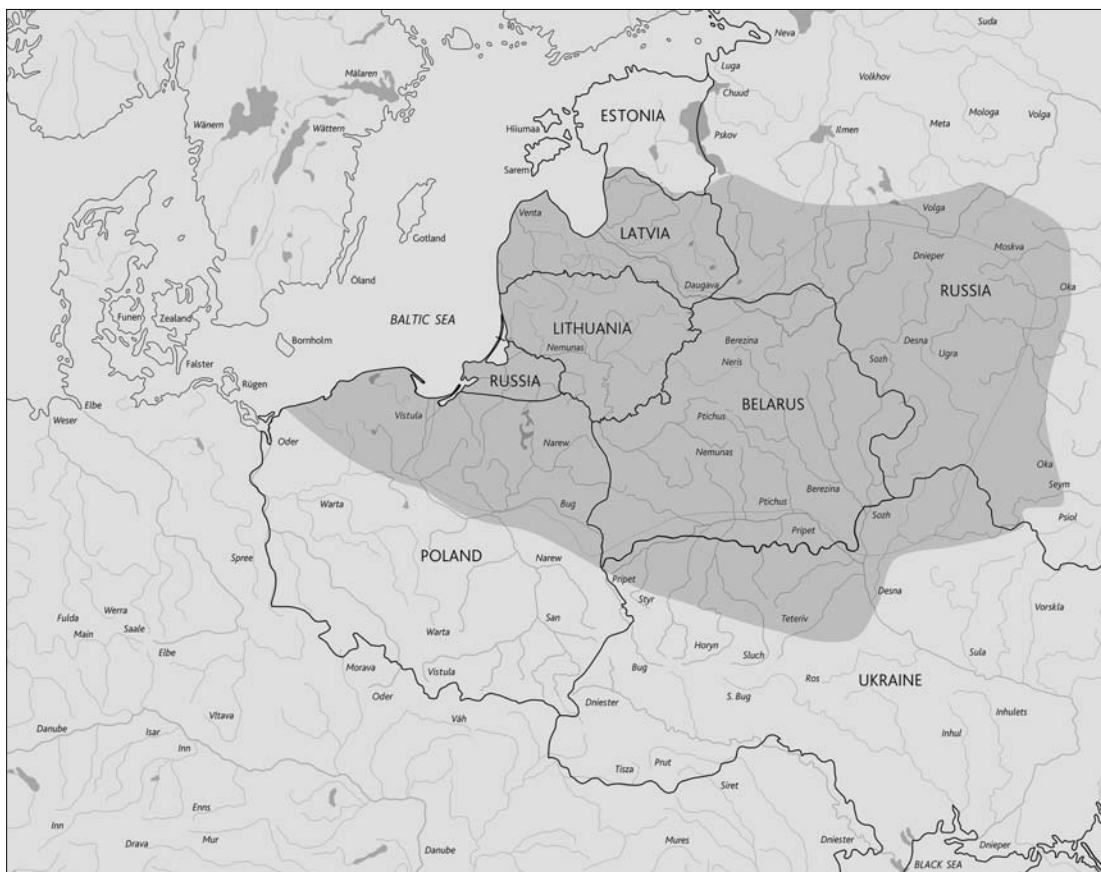 Suda
Neva
Mälaren
Luga
Volkhov
Chuud
Wänern
Wättern
Hiiumaa
ESTONIA
Mologa
Volga
Meta
Ilmen
Pskov
Sarem
Venta
Volga
Gotland
LATVIA
Moskva
Dnieper
Öland
Daugava
Oka
RUSSIA
Funen
Zealand
BALTIC SEA
LITHUANIA
Bornholm
Nemunas
Berezina
Desna
Ugra
Falster
Neris
Sozh
Rügen
RUSSIA
Elbe
Weser
BELARUS
Vistula
Ptichus
Oder
Narew
Nemunas
Oka
Seym
Warta
Bug
Ptichus
Berezina
Sozh
Psiol
Pripet
Spree
POLAND
Narew
Pripet
Desna
Styr
Werra
Fulda
Saale
Main
Warta
San
Teteriv
Vorskla
Horyn
Sluch
Sula
Elbe
Morava
Vistula
Bug
Ros
UKRAINE
Oder
S. Bug
Dniester
Vltava
Váh
Inhulets
Danube
Isar
Inhul
Inn
Tisza
Prut
Siret
Enns
Inn
Drava
Mur
Danube
Mures
Dniester
Dnieper
BLACK SEA